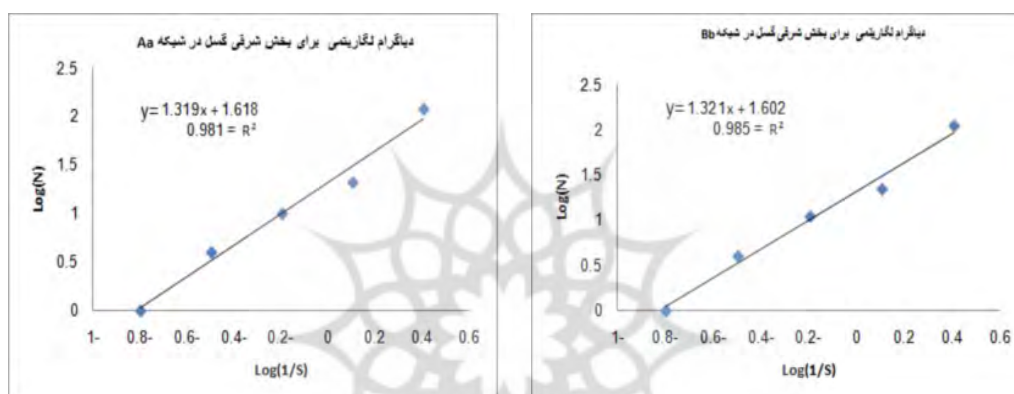 دیاگرام لگاریتمی برای بخش شرقی گسل در شبکه Aa
y= 1.319x + 1.618
0.981 = R²
Log(N)
2.5
2
1.5
1
0.5
0
1- 0.8- 0.6- 0.4- 0.2- 0 0.2 0.4 0.6
Log(1/S)
دیاگرام لگاریتمی برای بخش شرقی گسل در شبکه Bb
y= 1.321x + 1.602
0.985 = R²
Log(N)
2.5
2
1.5
1
0.5
0
1- 0.8- 0.6- 0.4- 0.2- 0 0.2 0.4 0.6
Log(1/S)